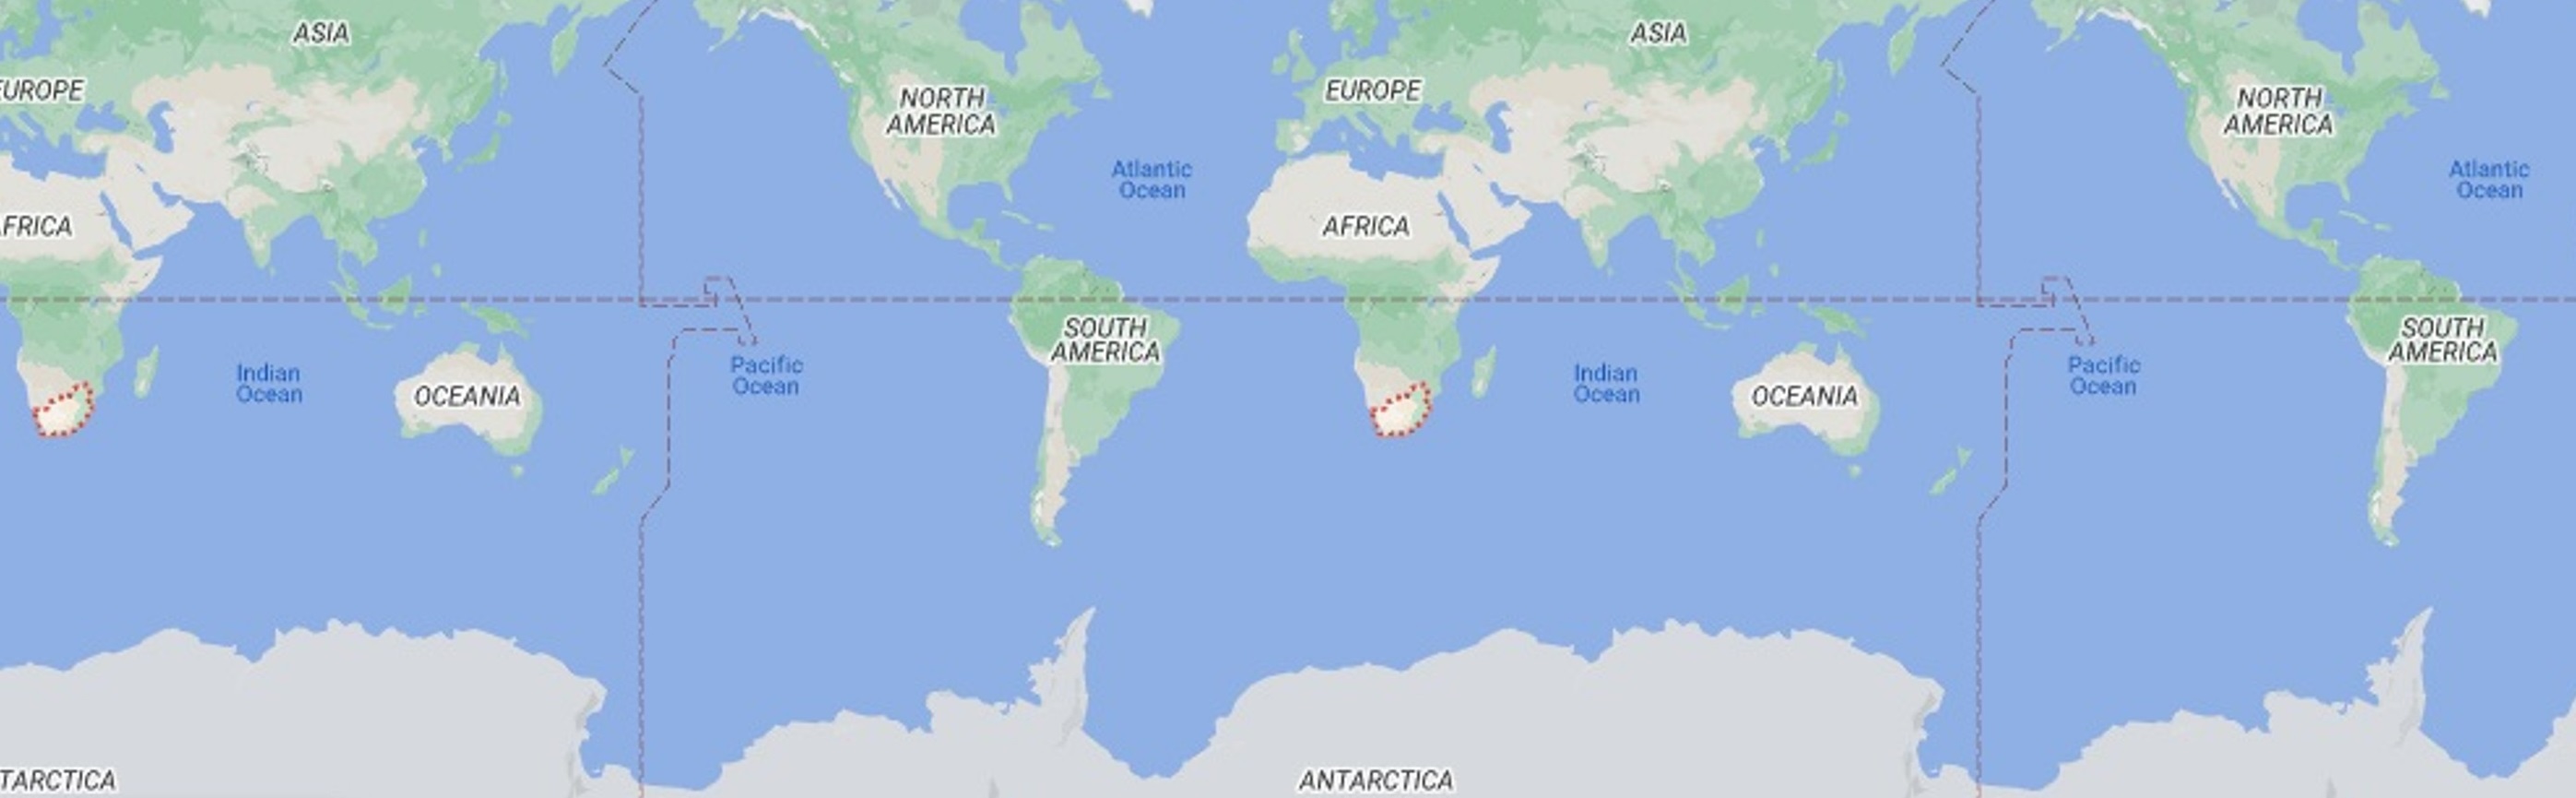 ASIA
ASIA
EUROPE
NORTH
AMERICA
EUROPE
NORTH
AMERICA
Atlantic
Ocean
Atlantic
Ocean
FRICA
AFRICA
SOUTH
AMERICA
SOUTH
AMERICA
Indian
Ocean
OCEANIA
Pacific
Ocean
Indian
Ocean
OCEANIA
Pacific
Ocean
TARCTICA
ANTARCTICA